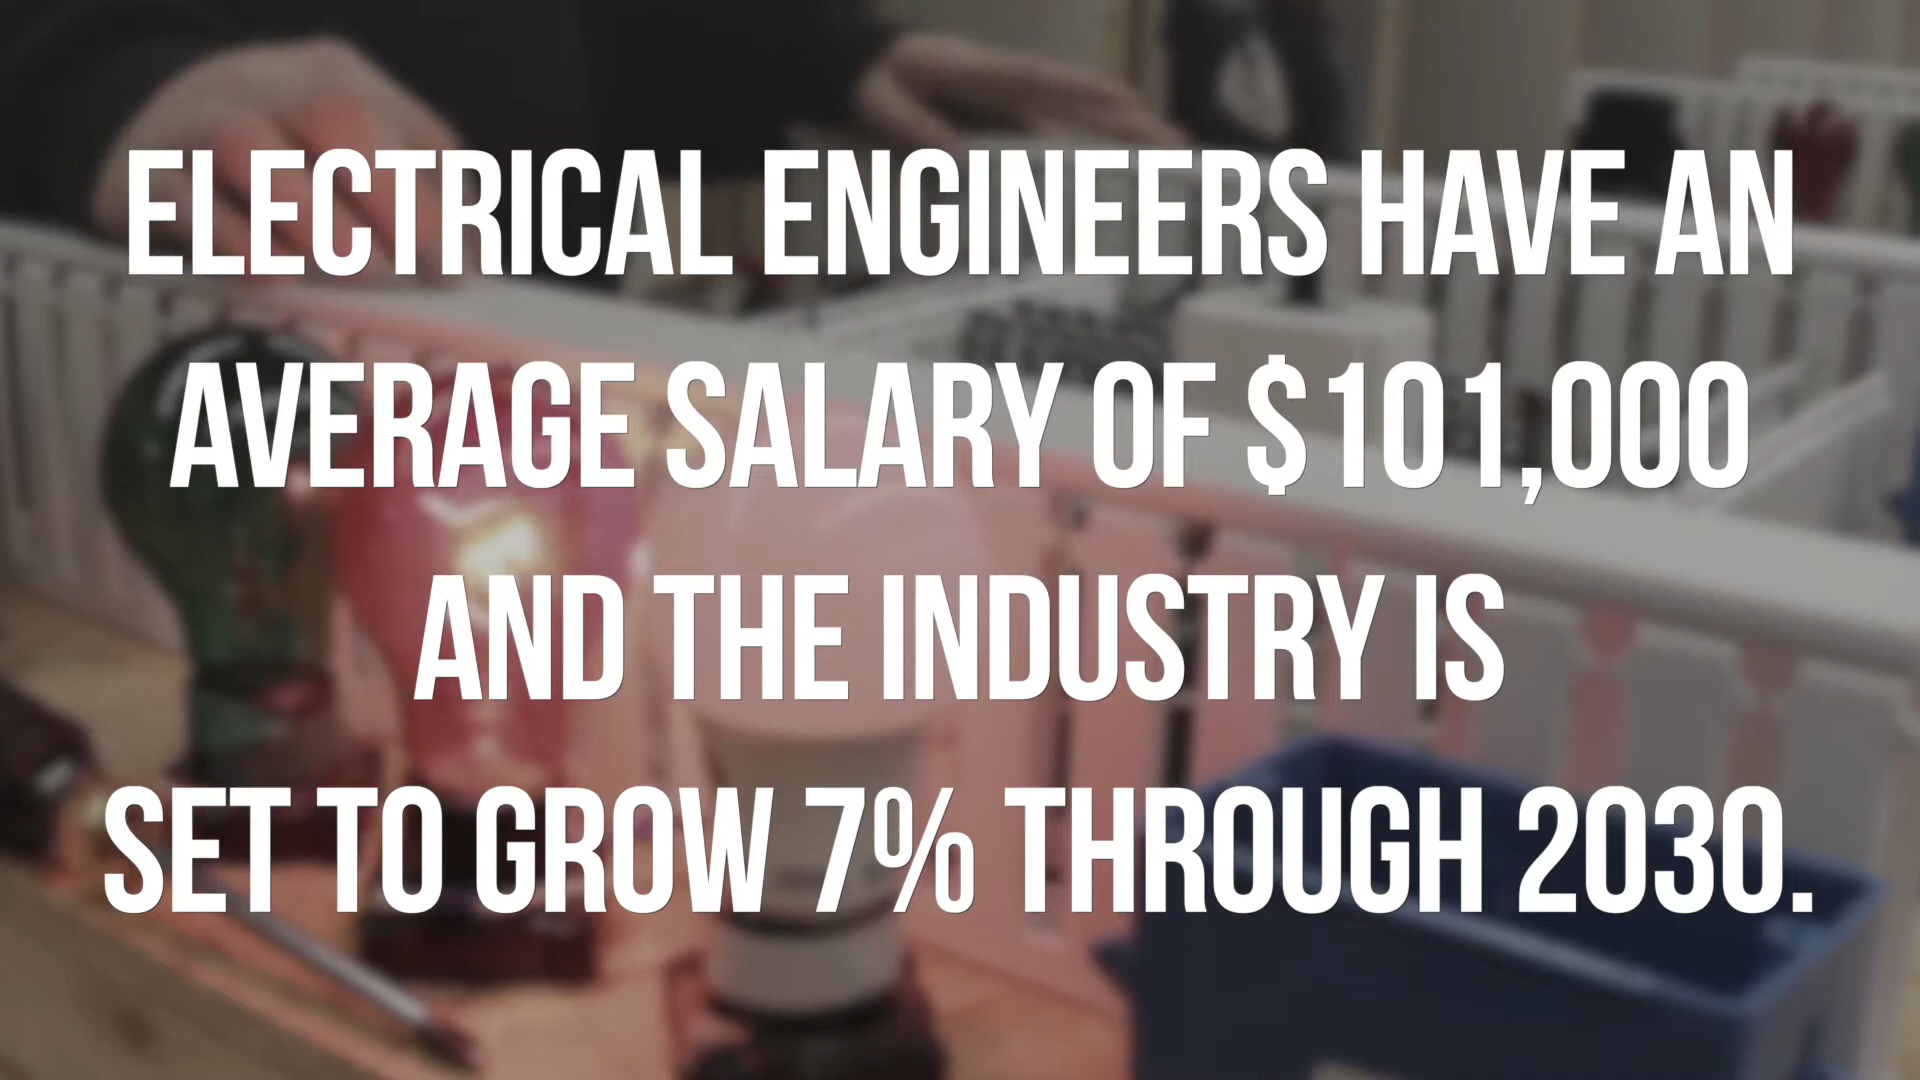 ELECTRICAL ENGINEERS HAVE AN
AVERAGE SALARY OF $101,000
AND THE INDUSTRY IS
SET TO GROW 7% THROUGH 2030.